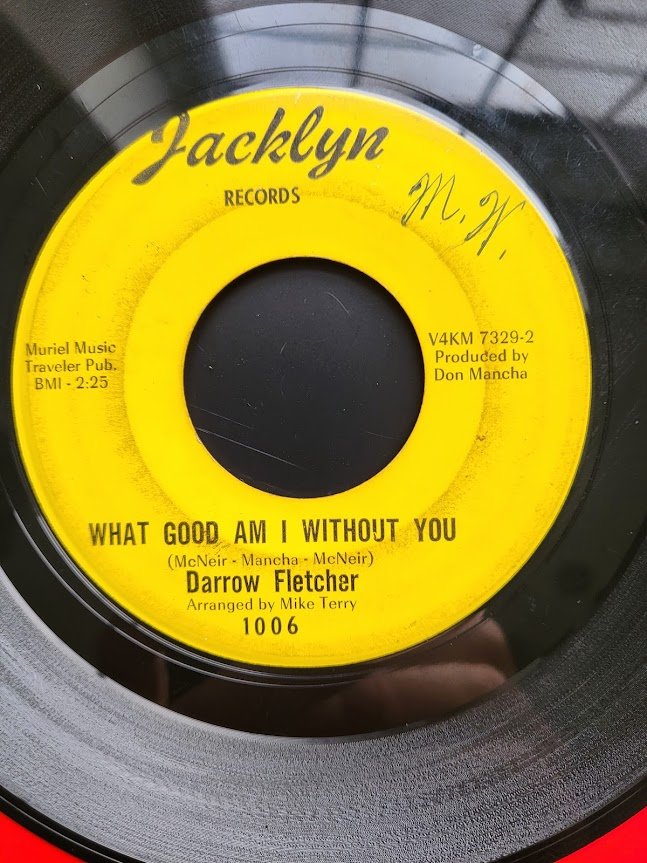 Jacklyn
RECORDS
M. W.
Muriel Music
Traveler Pub.
BMI - 2:25
V4KM 7329-2
Produced by
Don Mancha
WHAT GOOD AM I WITHOUT YOU
(McNeir - Mancha - McNeir)
Darrow Fletcher
Arranged by Mike Terry
1006